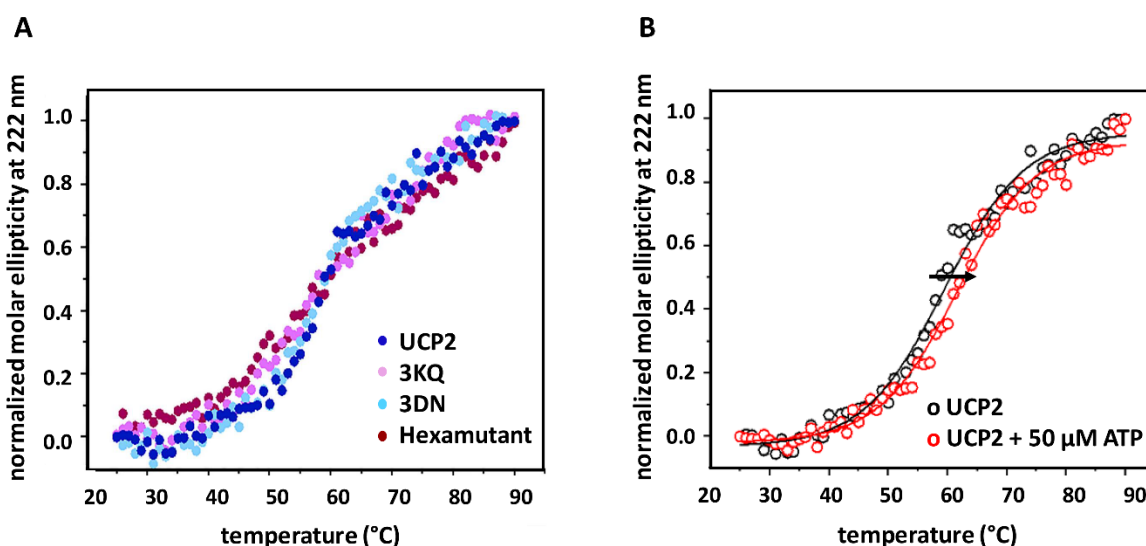 A
normalized molar ellipticity at 222 nm
1.0
0.8
0.6
0.4
0.2
0.0
UCP2
3KQ
3DN
Hexamutant
20 30 40 50 60 70 80 90
temperature (°C)
B
normalized molar ellipticity at 222 nm
1.0
0.8
0.6
0.4
0.2
0.0
UCP2
UCP2 + 50 µM ATP
20 30 40 50 60 70 80 90
temperature (°C)